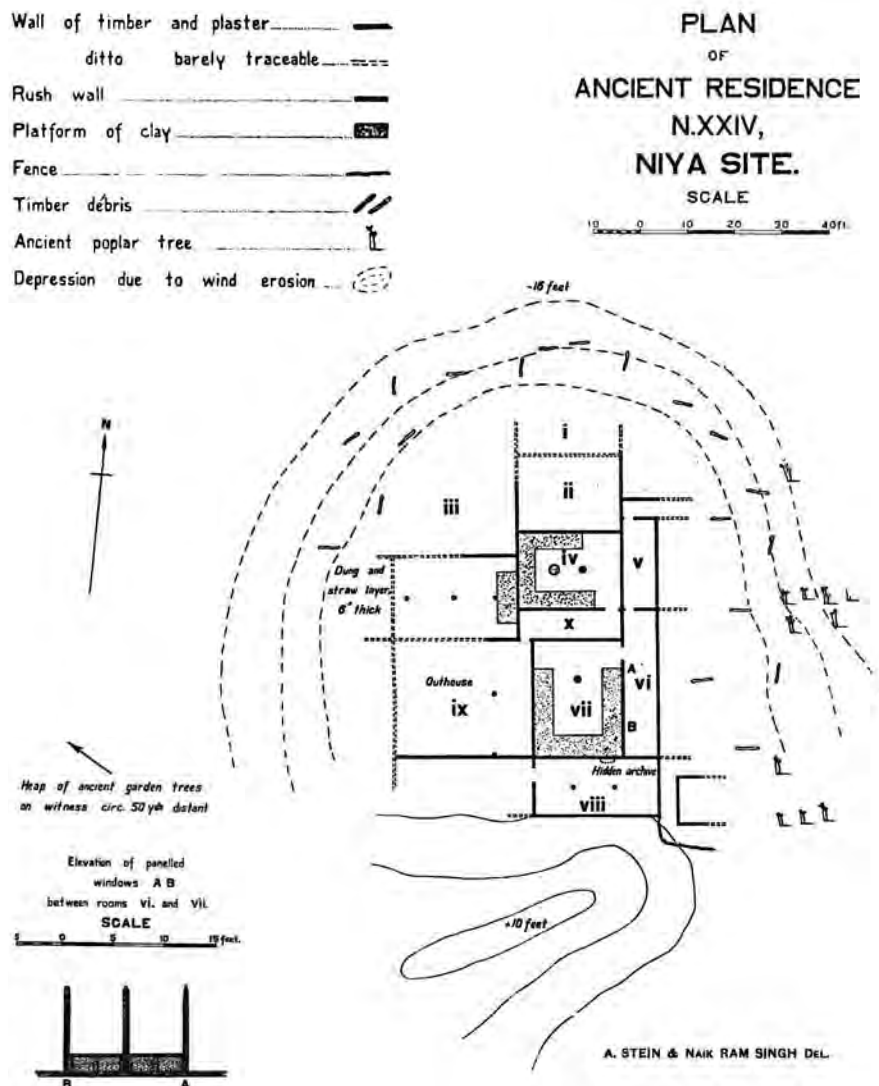 Wall of timber and plaster
ditto barely traceable
Rush wall
Platform of clay
Fence
Timber débris
Ancient poplar tree
Depression due to wind erosion
PLAN
OF
ANCIENT RESIDENCE
N.XXIV,
NIYA SITE.
SCALE
10 0 10 20 30 40 ft.
-16 feet
N
i
ii
iii
iv
v
Dung and
straw layer,
6" thick
x
Outhouse
ix
vii
A
vi
B
Hidden archive
viii
Heap of ancient garden trees
on witness circ. 50 yds distant
+10 feet
Elevation of panelled
windows A B
between rooms vi. and vii.
SCALE
5 0 5 10 15 feet.
B A
A. STEIN & NAIK RAM SINGH DEL.